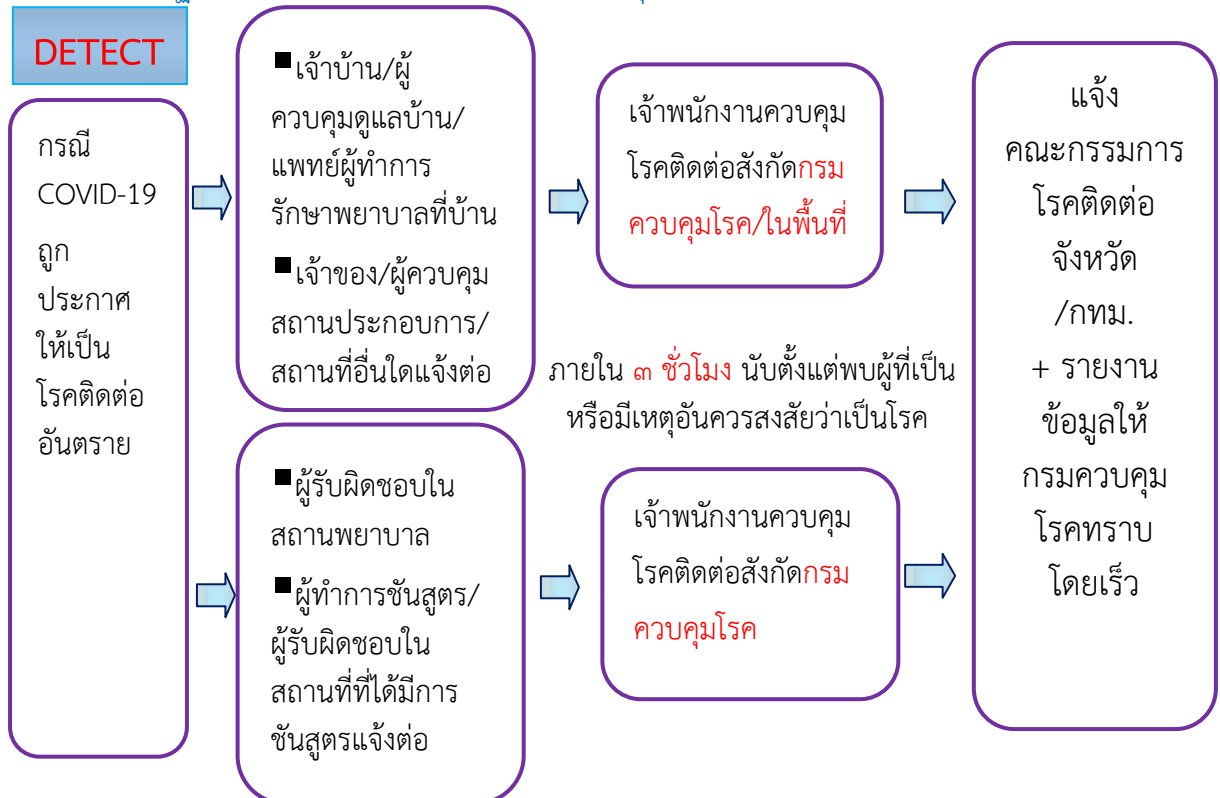 DETECT
กรณี
COVID-19
ถูก
ประกาศ
ให้เป็น
โรคติดต่อ
อันตราย
■เจ้าบ้าน/ผู้
ควบคุมดูแลบ้าน/
แพทย์ผู้ทำการ
รักษาพยาบาลที่บ้าน
■เจ้าของ/ผู้ควบคุม
สถานประกอบการ/
สถานที่อื่นใดแจ้งต่อ
เจ้าพนักงานควบคุม
โรคติดต่อสังกัดกรม
ควบคุมโรค/ในพื้นที่
ภายใน ๓ ชั่วโมง นับตั้งแต่พบผู้ที่เป็น
หรือมีเหตุอันควรสงสัยว่าเป็นโรค
■ผู้รับผิดชอบใน
สถานพยาบาล
■ผู้ทำการชันสูตร/
ผู้รับผิดชอบใน
สถานที่ที่ได้มีการ
ชันสูตรแจ้งต่อ
เจ้าพนักงานควบคุม
โรคติดต่อสังกัดกรม
ควบคุมโรค
แจ้ง
คณะกรรมการ
โรคติดต่อ
จังหวัด
/กทม.
+ รายงาน
ข้อมูลให้
กรมควบคุม
โรคทราบ
โดยเร็ว